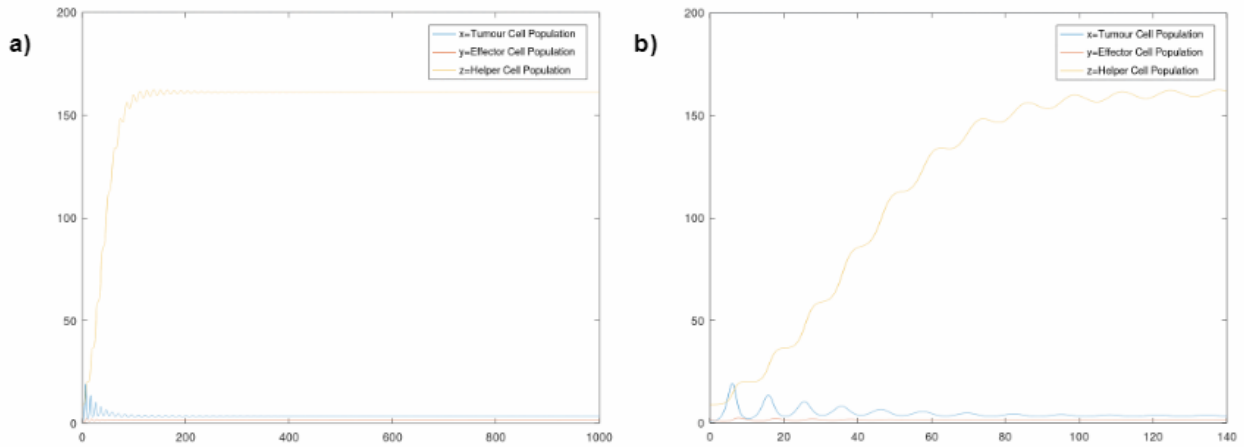 a)
200
150
100
50
0
0 200 400 600 800 1000
x=Tumour Cell Population
y=Effector Cell Population
z=Helper Cell Population
b)
200
150
100
50
0
0 20 40 60 80 100 120 140
x=Tumour Cell Population
y=Effector Cell Population
z=Helper Cell Population